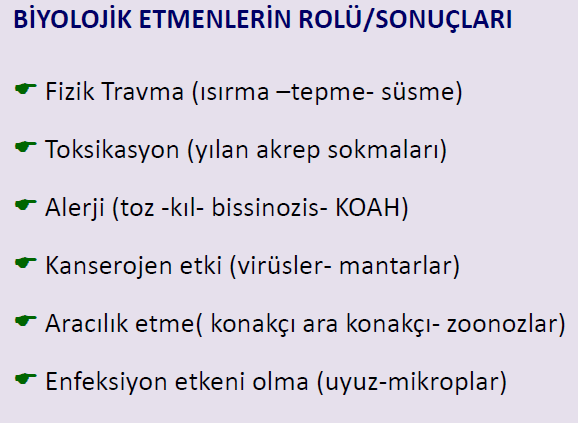 BİYOLOJİK ETMENLERİN ROLÜ/SONUÇLARI
☛ Fizik Travma (ısırma –tepme- süsme)
☛ Toksikasyon (yılan akrep sokmaları)
☛ Alerji (toz -kıl- bissinozis- KOAH)
☛ Kanserojen etki (virüsler- mantarlar)
☛ Aracılık etme( konakçı ara konakçı- zoonozlar)
☛ Enfeksiyon etkeni olma (uyuz-mikroplar)